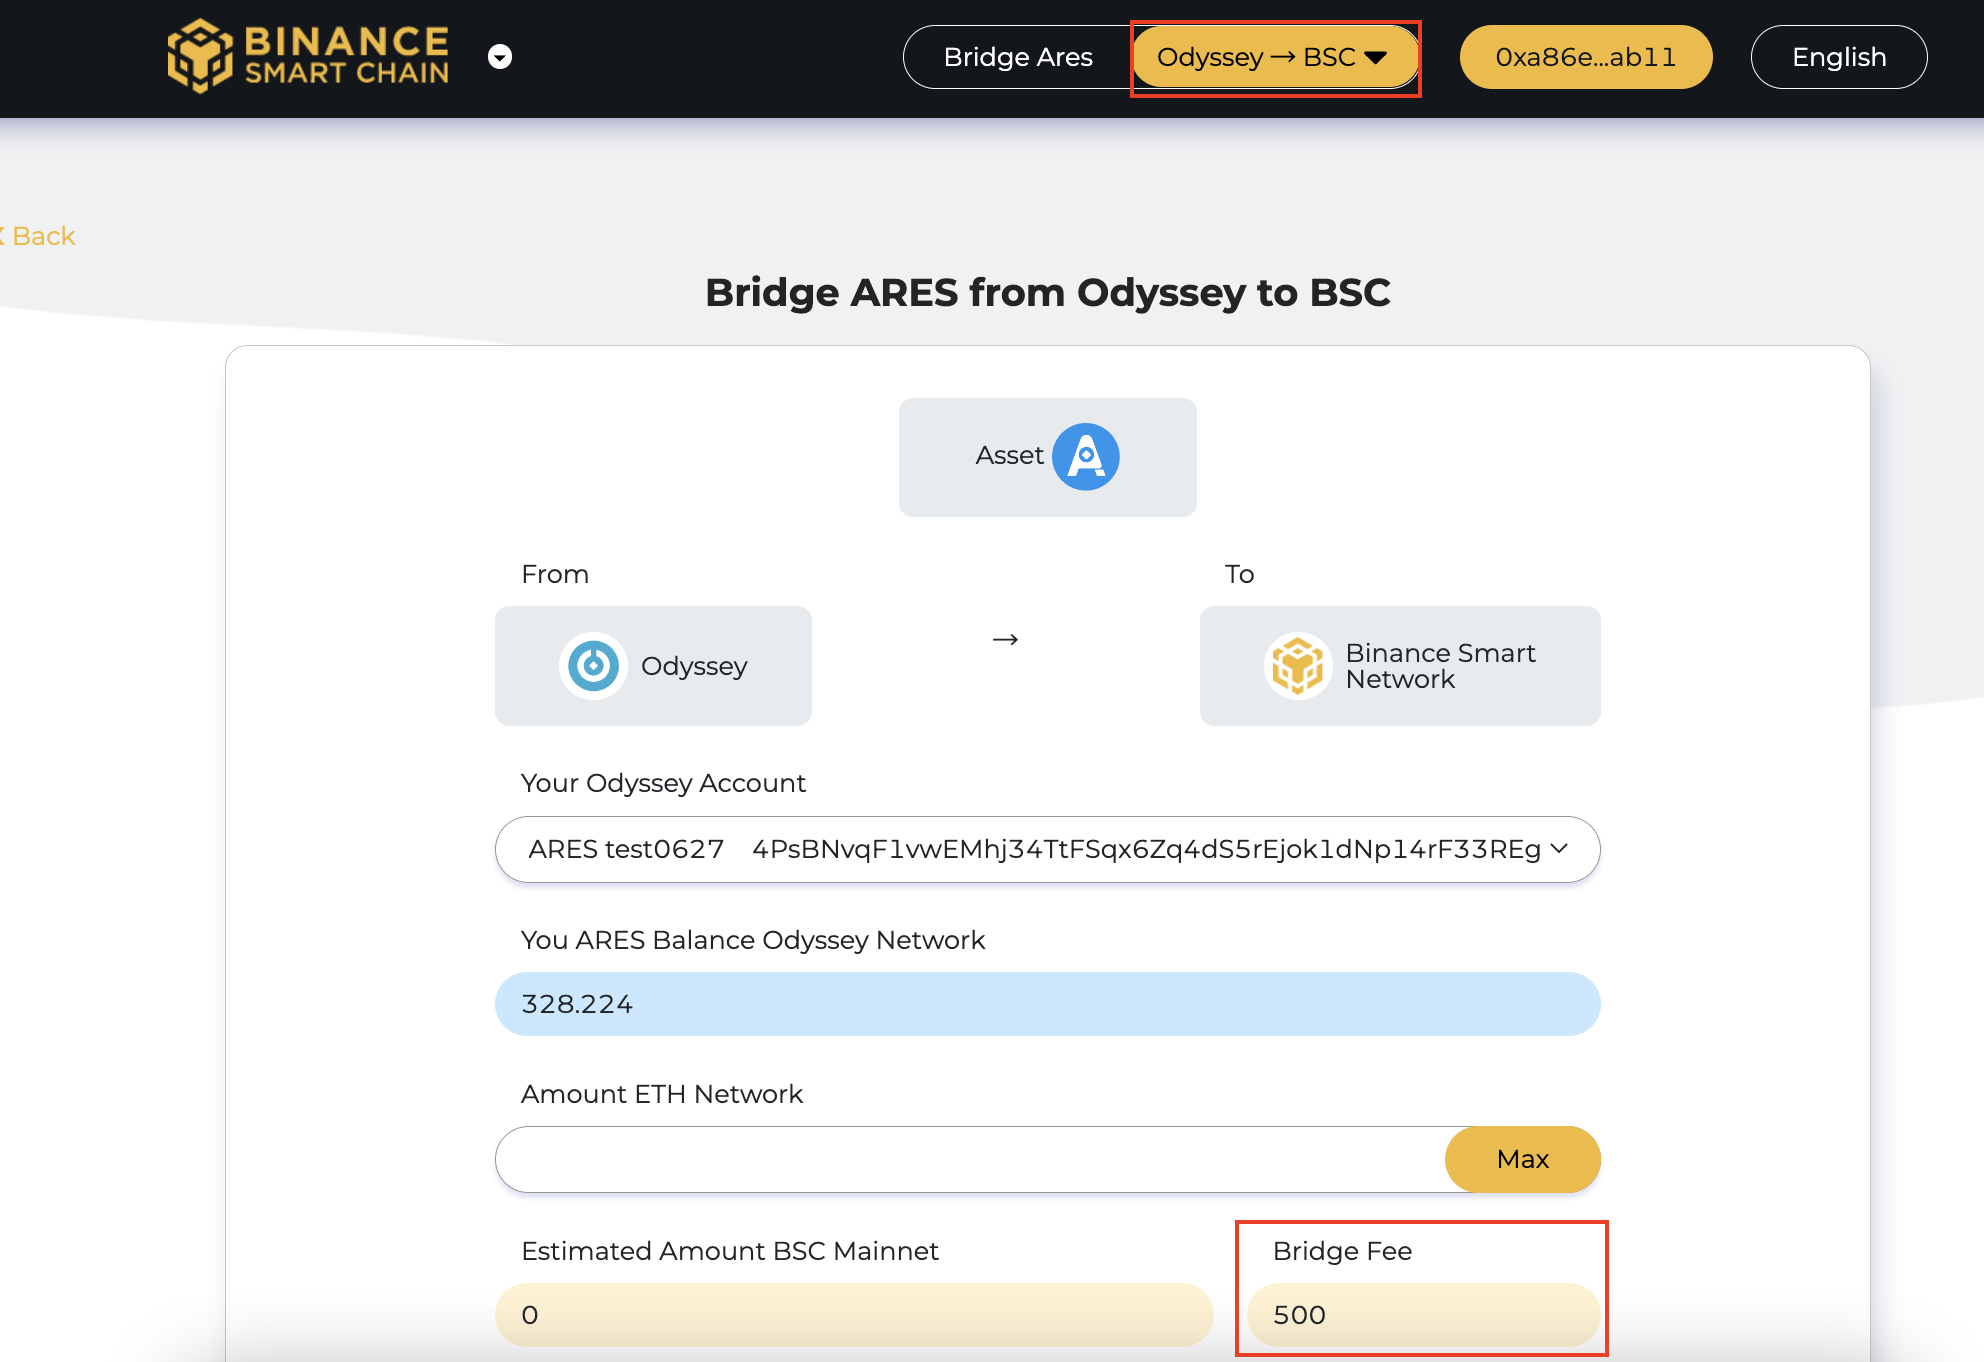 BINANCE
SMART CHAIN
Bridge Ares
Odyssey → BSC
0xa86e...ab11
English
Back
Bridge ARES from Odyssey to BSC
Asset
From
To
→
Odyssey
Binance Smart
Network
Your Odyssey Account
ARES test0627 4PsBNvqF1vwEMhj34TtFSqx6Zq4dS5rEjok1dNp14rF33REg
You ARES Balance Odyssey Network
328.224
Amount ETH Network
Max
Estimated Amount BSC Mainnet
Bridge Fee
0
500